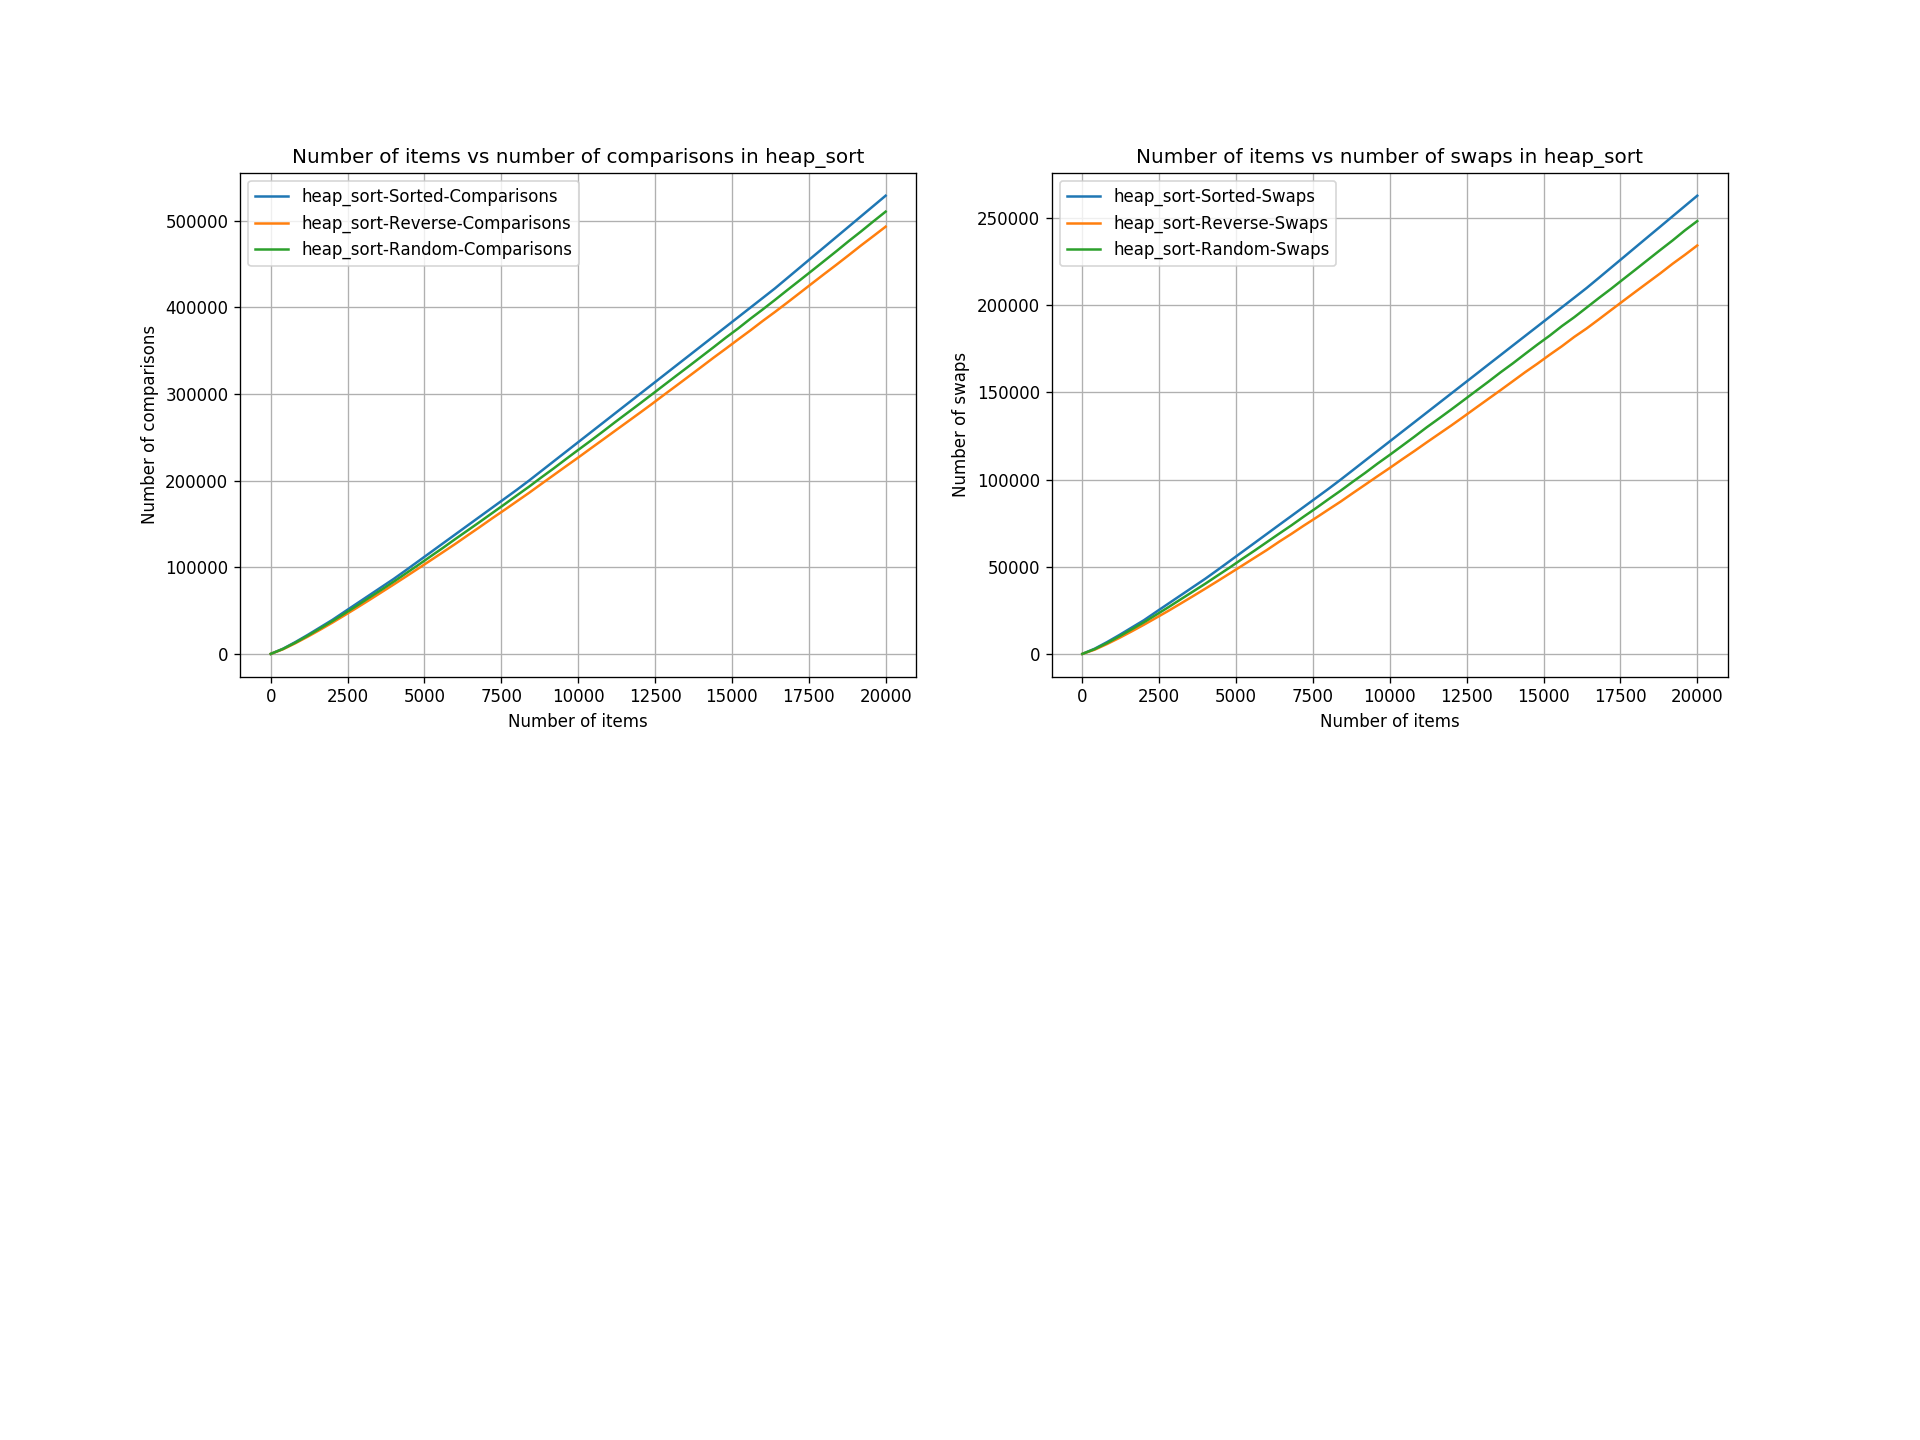 Number of items vs number of comparisons in heap_sort
heap_sort-Sorted-Comparisons
heap_sort-Reverse-Comparisons
heap_sort-Random-Comparisons
Number of comparisons
500000
400000
300000
200000
100000
0
0 2500 5000 7500 10000 12500 15000 17500 20000
Number of items
Number of items vs number of swaps in heap_sort
heap_sort-Sorted-Swaps
heap_sort-Reverse-Swaps
heap_sort-Random-Swaps
Number of swaps
250000
200000
150000
100000
50000
0
0 2500 5000 7500 10000 12500 15000 17500 20000
Number of items